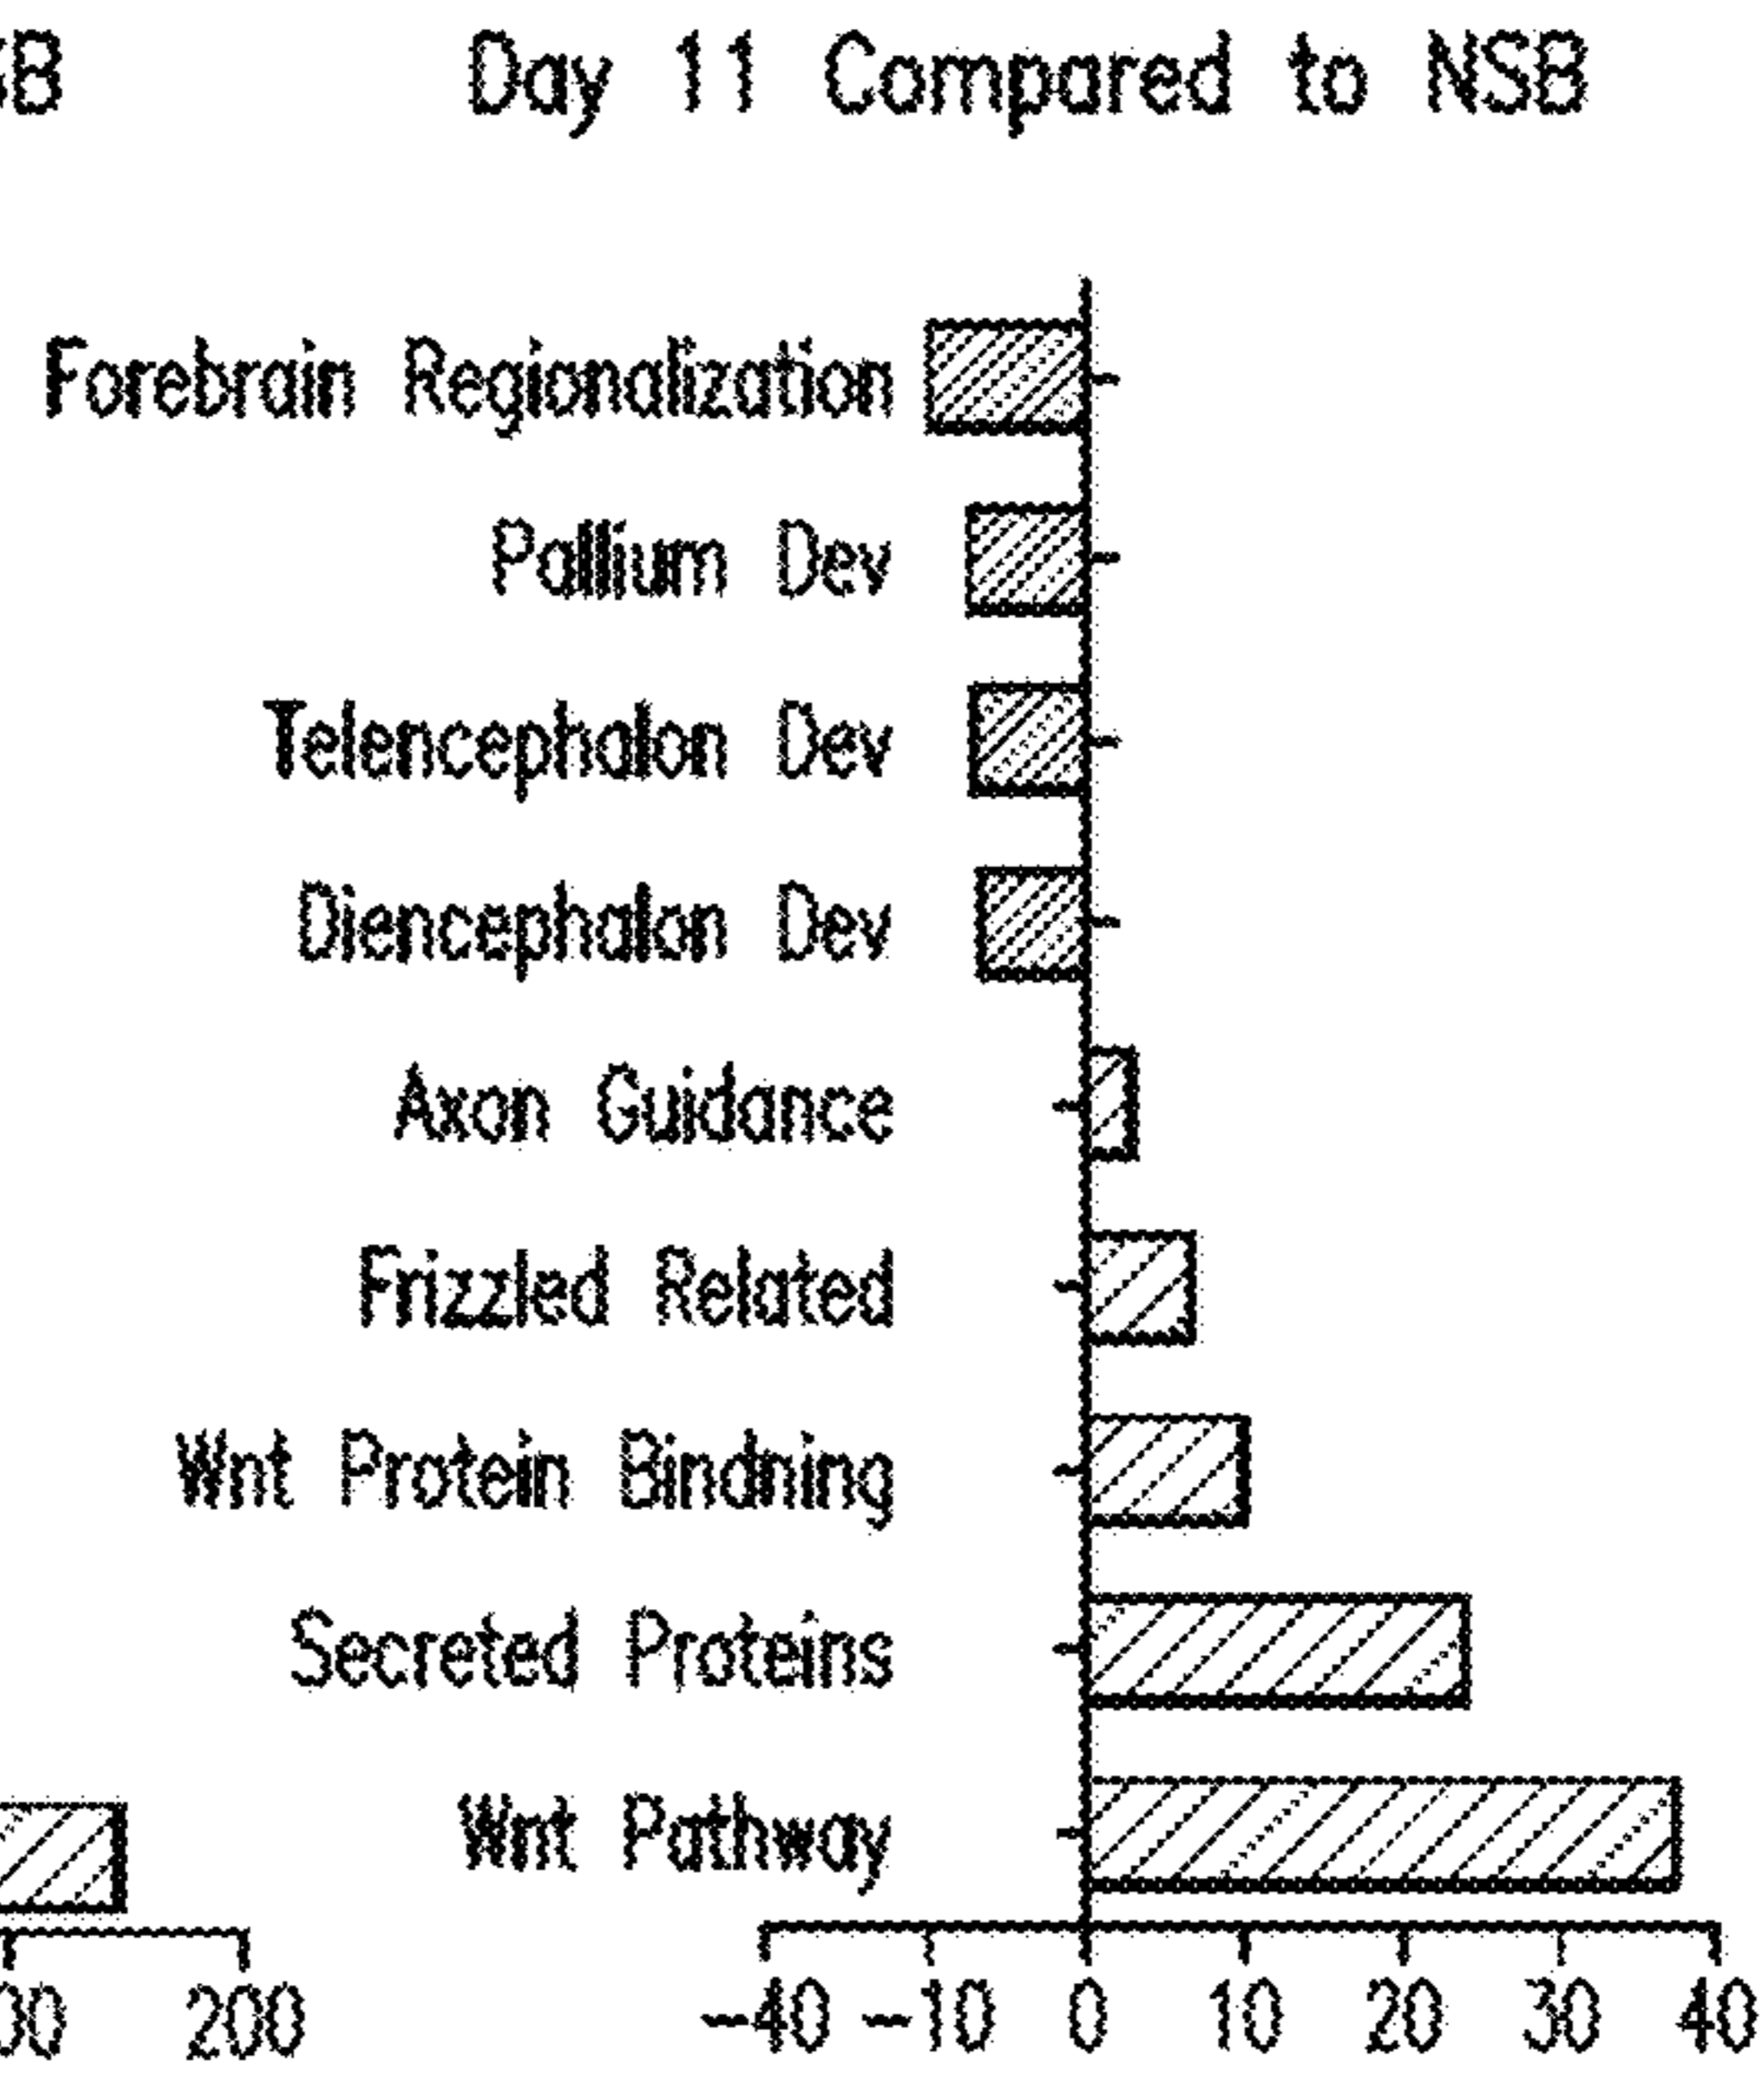 Day 11 Compared to NSB
Forebrain Regionalization
Pallium Dev
Telencephalon Dev
Diencephalon Dev
Axon Guidance
Frizzled Related
Wnt Protein Bindning
Secreted Proteins
Wnt Pathway
200
-40 -10 0 10 20 30 40